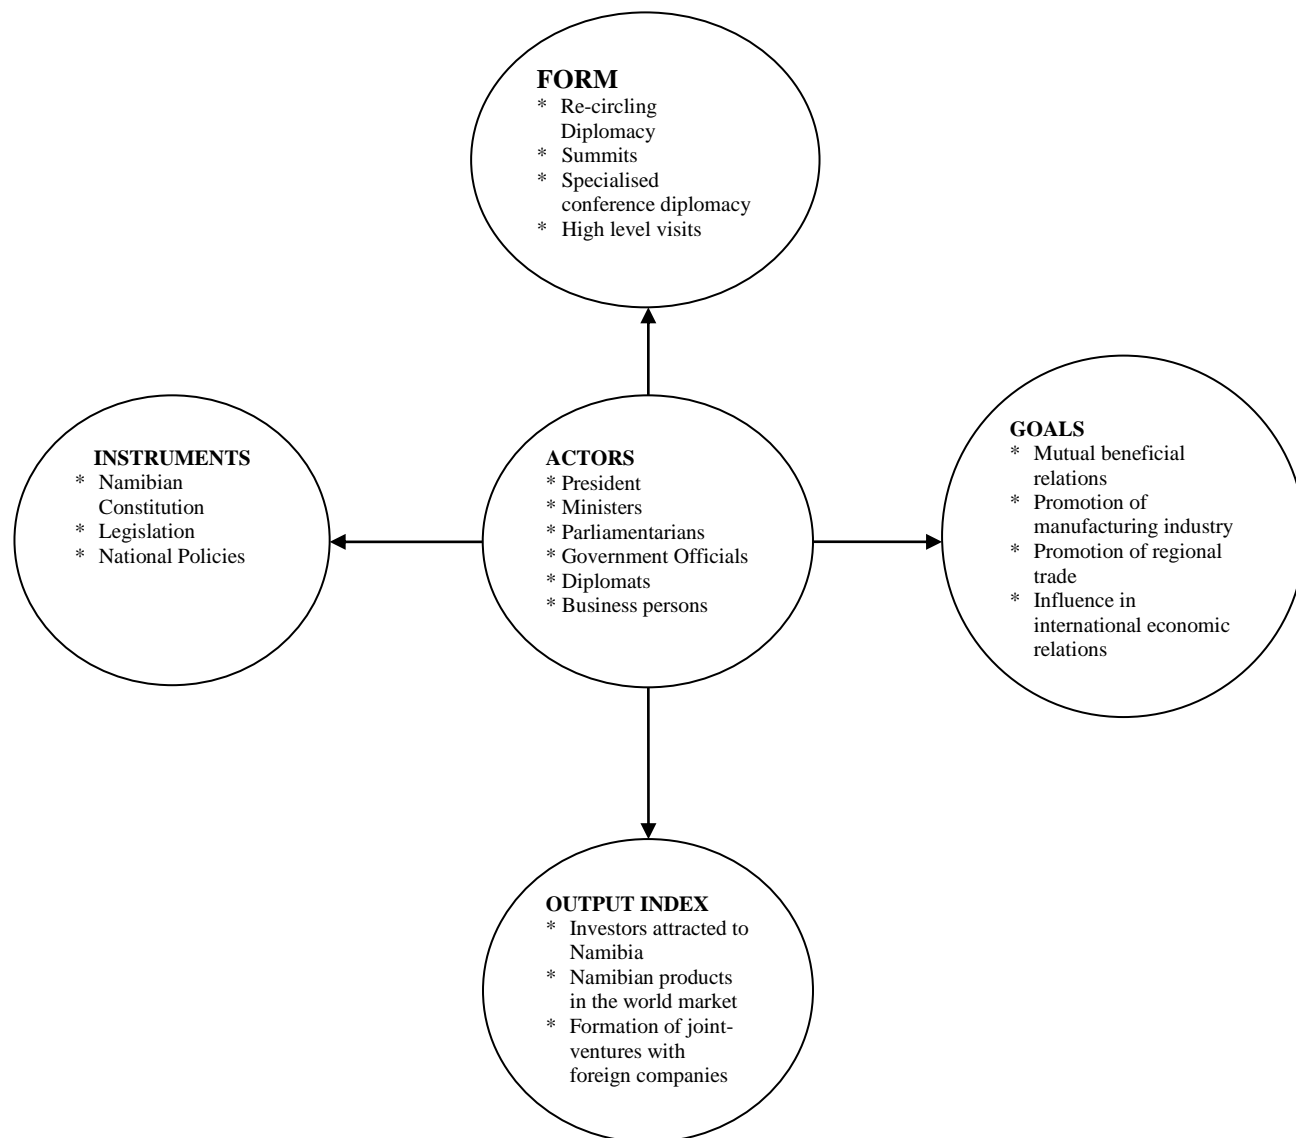 FORM
* Re-circling
Diplomacy
* Summits
* Specialised
conference diplomacy
* High level visits
INSTRUMENTS
* Namibian
Constitution
* Legislation
* National Policies
ACTORS
* President
* Ministers
* Parliamentarians
* Government Officials
* Diplomats
* Business persons
GOALS
* Mutual beneficial
relations
* Promotion of
manufacturing industry
* Promotion of regional
trade
* Influence in
international economic
relations
OUTPUT INDEX
* Investors attracted to
Namibia
* Namibian products
in the world market
* Formation of joint-
ventures with
foreign companies